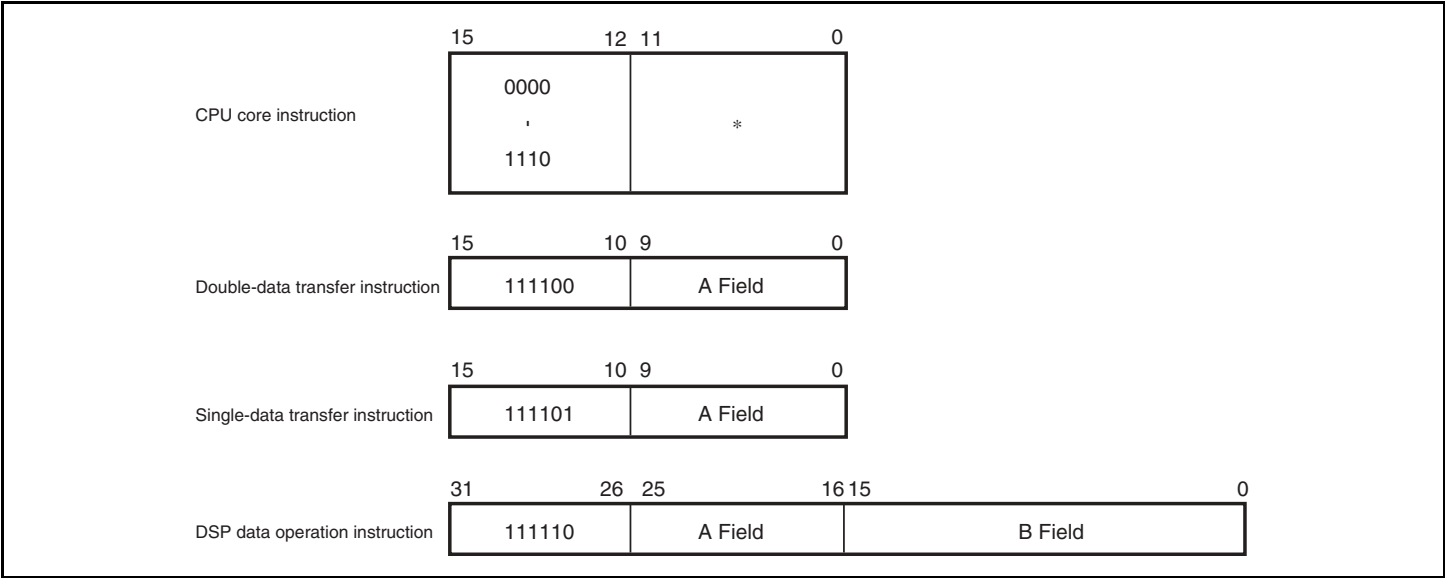 15 12 11 0
CPU core instruction
0000
'
1110
*
15 10 9 0
Double-data transfer instruction 111100 A Field
15 10 9 0
Single-data transfer instruction 111101 A Field
31 26 25 16 15 0
DSP data operation instruction 111110 A Field B Field